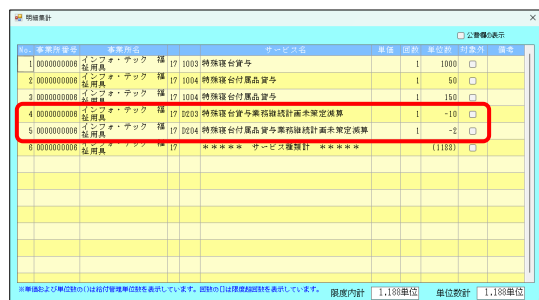 明細集計
公費欄の表示
No. 事業所番号 事業所名 サービス名 単価 回数 単位数 対象外 備考
1 0000000006 インフォ・テック 福祉用具 17 1003 特殊寝台貸与 1 1000
2 0000000006 インフォ・テック 福祉用具 17 1004 特殊寝台付属品貸与 1 50
3 0000000006 インフォ・テック 福祉用具 17 1004 特殊寝台付属品貸与 1 150
4 0000000006 インフォ・テック 福祉用具 17 D203 特殊寝台貸与業務継続計画未策定減算 1 -10
5 0000000006 インフォ・テック 福祉用具 17 D204 特殊寝台付属品貸与業務継続計画未策定減算 1 -2
6 0000000006 インフォ・テック 福祉用具 17 ***** サービス種類計 ***** (1188)
※単価および単位数の()は給付管理単位数を表示しています。回数の[]は限度超回数を表示しています。 限度内計 1,188単位 単位数計 1,188単位